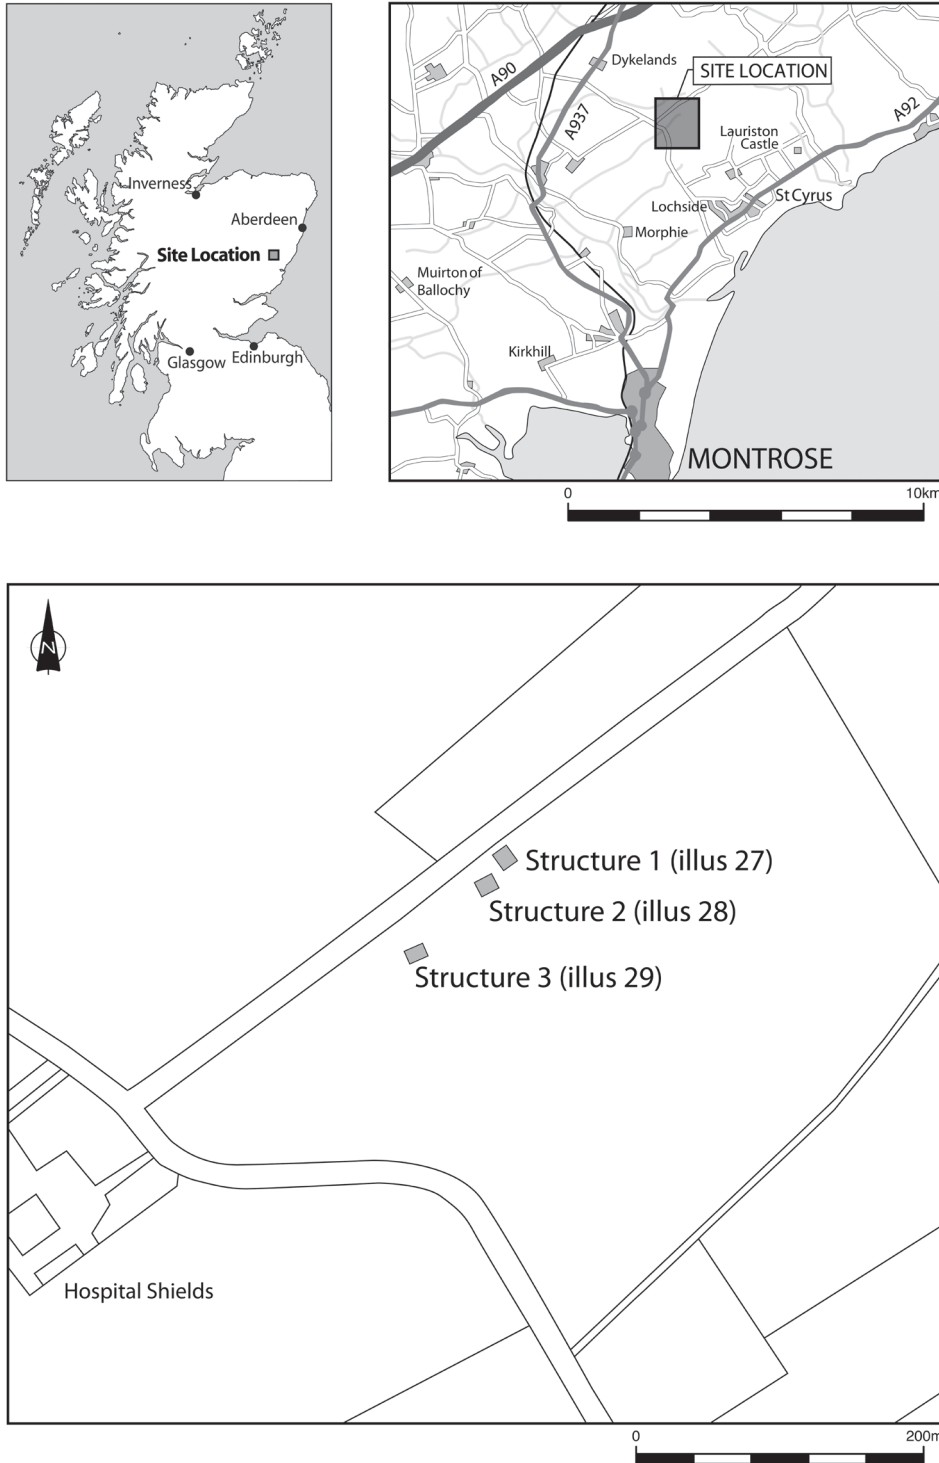 Inverness
Aberdeen
Site Location
Glasgow
Edinburgh
A90
Dykelands
SITE LOCATION
A937
A92
Lauriston
Castle
St Cyrus
Lochside
Morphie
Muirton of
Ballochy
Kirkhill
MONTROSE
0
10km
N
Structure 1 (illus 27)
Structure 2 (illus 28)
Structure 3 (illus 29)
Hospital Shields
0
200m